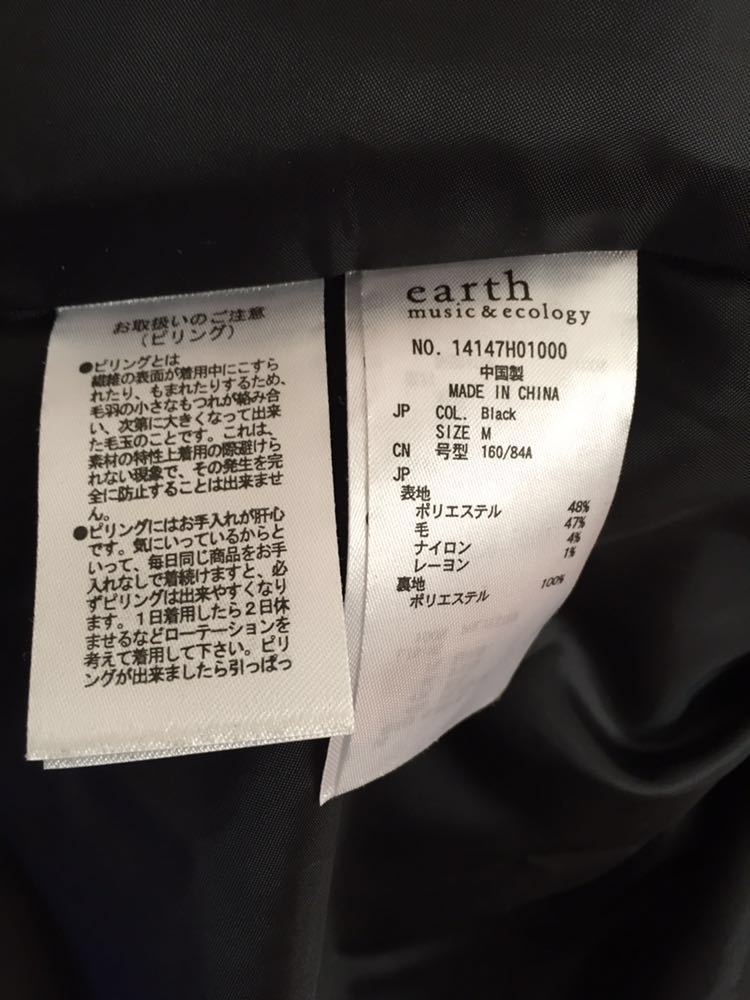 お取扱いのご注意
(ピリング)
●ピリングとは
繊維の表面が着用中にこすら
れたり、もまれたりするため、
毛羽の小さなもつれが絡み合
い、次第に大きくなって出来
た毛玉のことです。これは、
素材の特性上着用の際避けら
れない現象で、その発生を完
全に防止することは出来ませ
ん。
●ピリングにはお手入れが肝心
です。気にいっているからと
いって、毎日同じ商品をお手
入れなしで着続けますと、必
ずピリングは出来やすくなり
ます。1日着用したら2日休
ませるなどローテーションを
考えて着用して下さい。ピリ
ングが出来ましたら引っぱっ
earth
music & ecology
NO. 14147H01000
中国製
MADE IN CHINA
JP COL. Black
SIZE M
CN 号型 160/84A
JP
表地
ポリエステル 48%
毛 47%
ナイロン 4%
レーヨン 1%
裏地
ポリエステル 100%